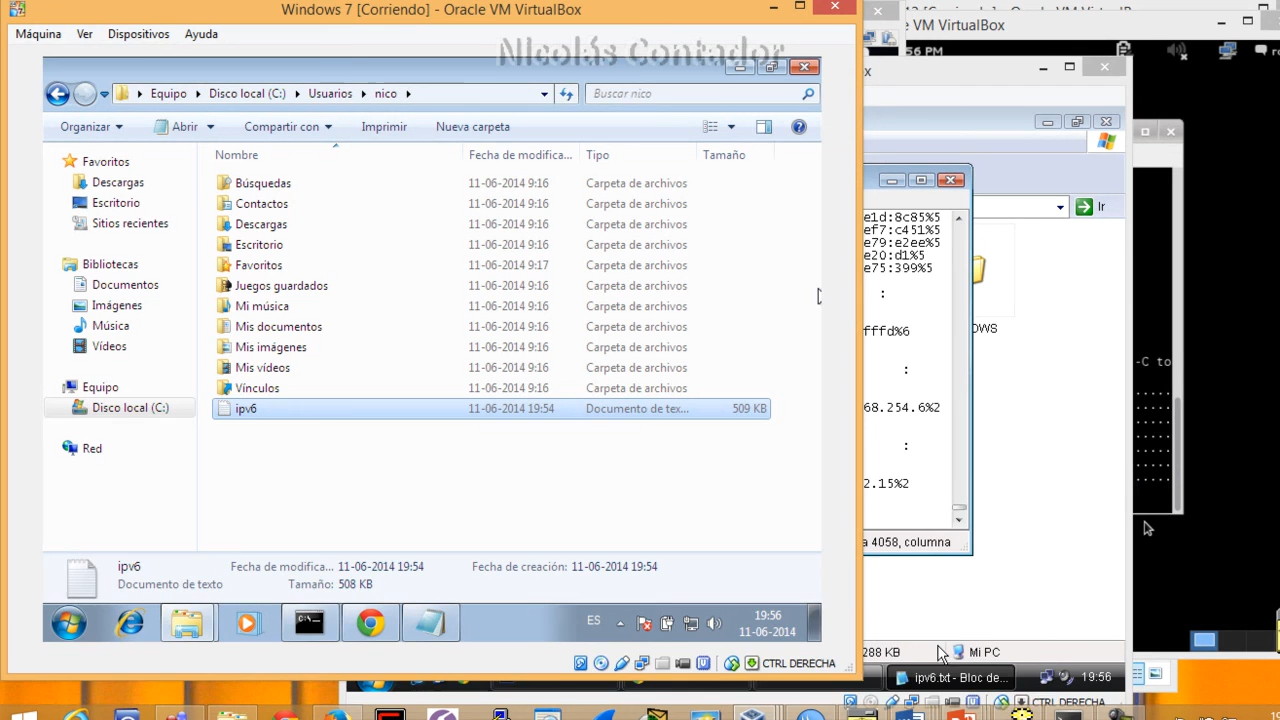 Windows 7 [Corriendo] - Oracle VM VirtualBox
Máquina Ver Dispositivos Ayuda
Nicolás Contador
Equipo Disco local (C:) Usuarios nico
Buscar nico
Organizar Abrir Compartir con Imprimir Nueva carpeta
Nombre Fecha de modifica... Tipo Tamaño
Favoritos
Descargas
Escritorio
Sitios recientes
Bibliotecas
Documentos
Imágenes
Música
Vídeos
Equipo
Disco local (C:)
Red
Búsquedas 11-06-2014 9:16 Carpeta de archivos
Contactos 11-06-2014 9:16 Carpeta de archivos
Descargas 11-06-2014 9:16 Carpeta de archivos
Escritorio 11-06-2014 9:16 Carpeta de archivos
Favoritos 11-06-2014 9:17 Carpeta de archivos
Juegos guardados 11-06-2014 9:16 Carpeta de archivos
Mi música 11-06-2014 9:16 Carpeta de archivos
Mis documentos 11-06-2014 9:16 Carpeta de archivos
Mis imágenes 11-06-2014 9:16 Carpeta de archivos
Mis vídeos 11-06-2014 9:16 Carpeta de archivos
Vínculos 11-06-2014 9:16 Carpeta de archivos
ipv6 11-06-2014 19:54 Documento de tex... 509 KB
ipv6 Fecha de modifica... 11-06-2014 19:54 Fecha de creación: 11-06-2014 19:54
Documento de texto Tamaño: 508 KB
ES 19:56
11-06-2014
CTRL DERECHA
[Corriendo] - Oracle VM VirtualBox
VM VirtualBox
:56 PM
x
Ir
e1d:8c85%5
ef7:c451%5
e79:e2ee%5
e20:d1%5
e75:399%5
:
fffd%6
:
68.254.6%2
:
2.15%2
a 4058, columna
OWS
-C to
288 KB Mi PC
ipv6.txt - Bloc de... 19:56
CTRL DERECHA